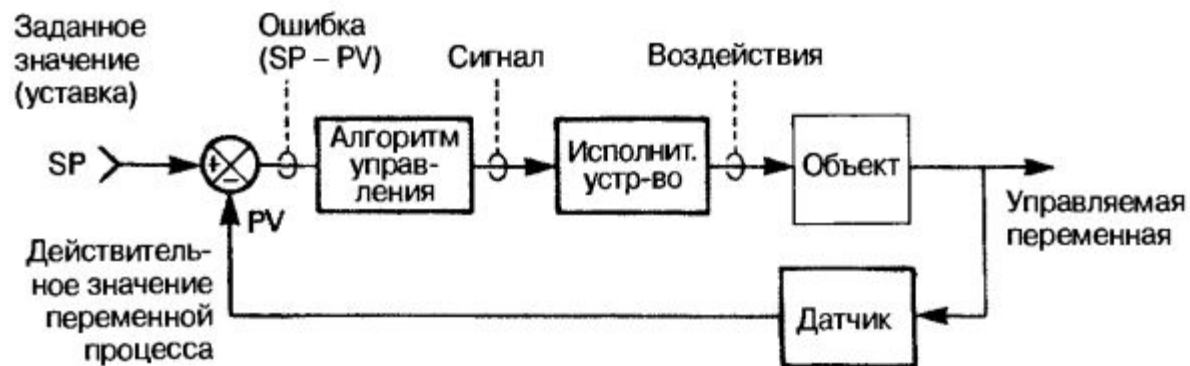 Заданное
значение
(уставка)
Ошибка
(SP – PV)
Сигнал
Воздействия
SP
+
–
Алгоритм
управ-
ления
Исполнит.
устр-во
Объект
PV
Управляемая
переменная
Действитель-
ное значение
переменной
процесса
Датчик